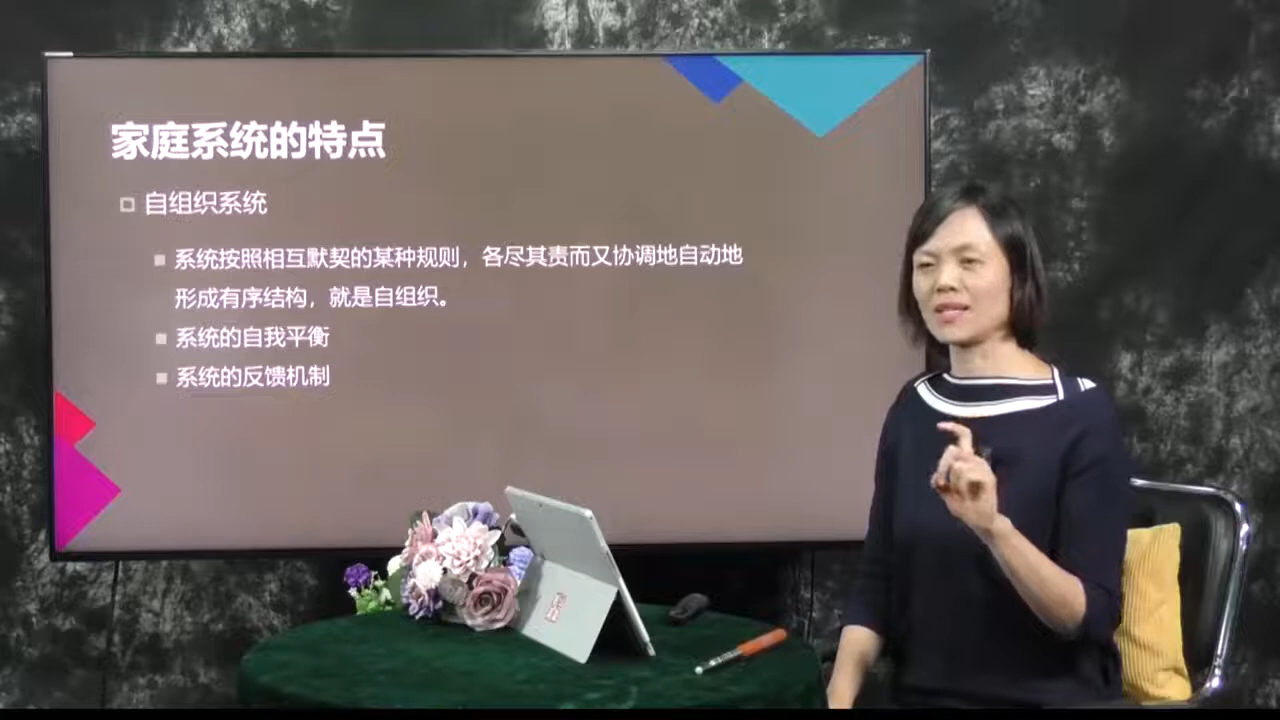 家庭系统的特点
自组织系统
系统按照相互默契的某种规则，各尽其责而又协调地自动地
形成有序结构，就是自组织。
系统的自我平衡
系统的反馈机制